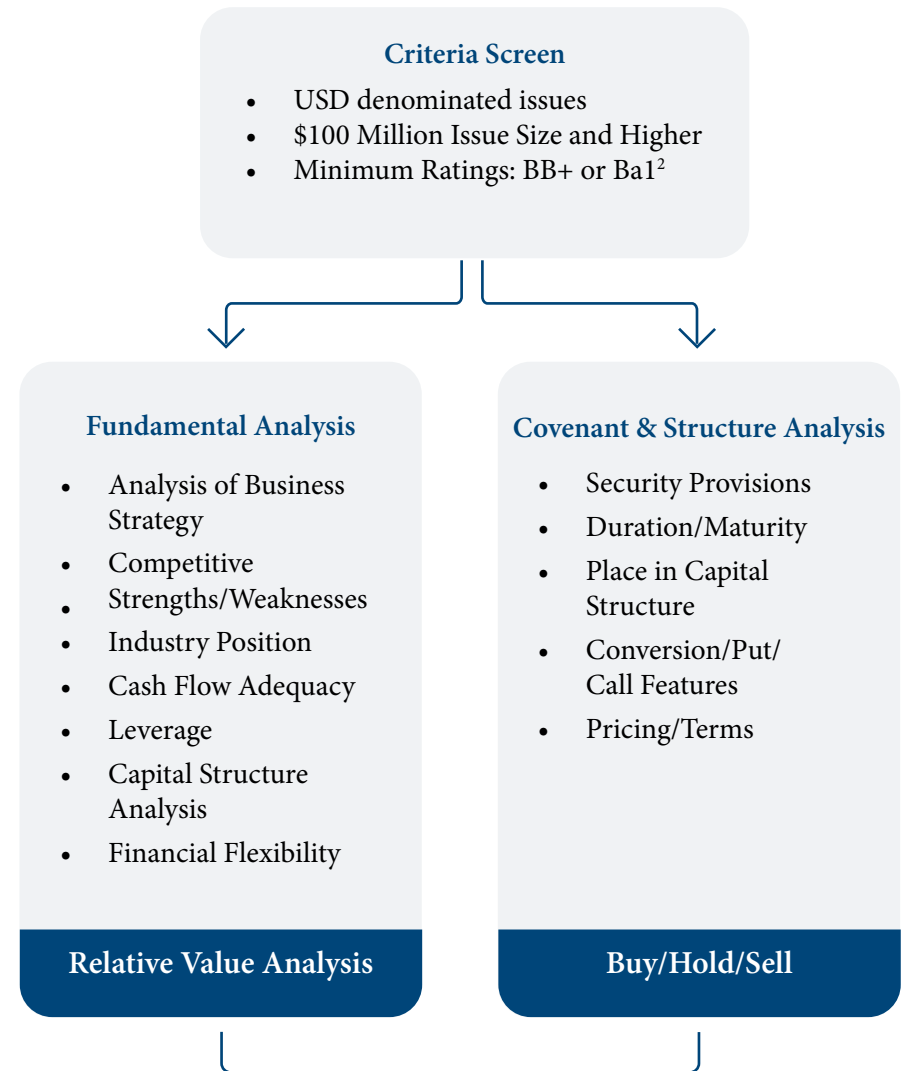 Criteria Screen
• USD denominated issues
• $100 Million Issue Size and Higher
• Minimum Ratings: BB+ or Ba1²
Fundamental Analysis
• Analysis of Business
Strategy
• Competitive
• Strengths/Weaknesses
• Industry Position
• Cash Flow Adequacy
• Leverage
• Capital Structure
Analysis
• Financial Flexibility
Relative Value Analysis
Covenant & Structure Analysis
• Security Provisions
• Duration/Maturity
• Place in Capital
Structure
• Conversion/Put/
Call Features
• Pricing/Terms
Buy/Hold/Sell